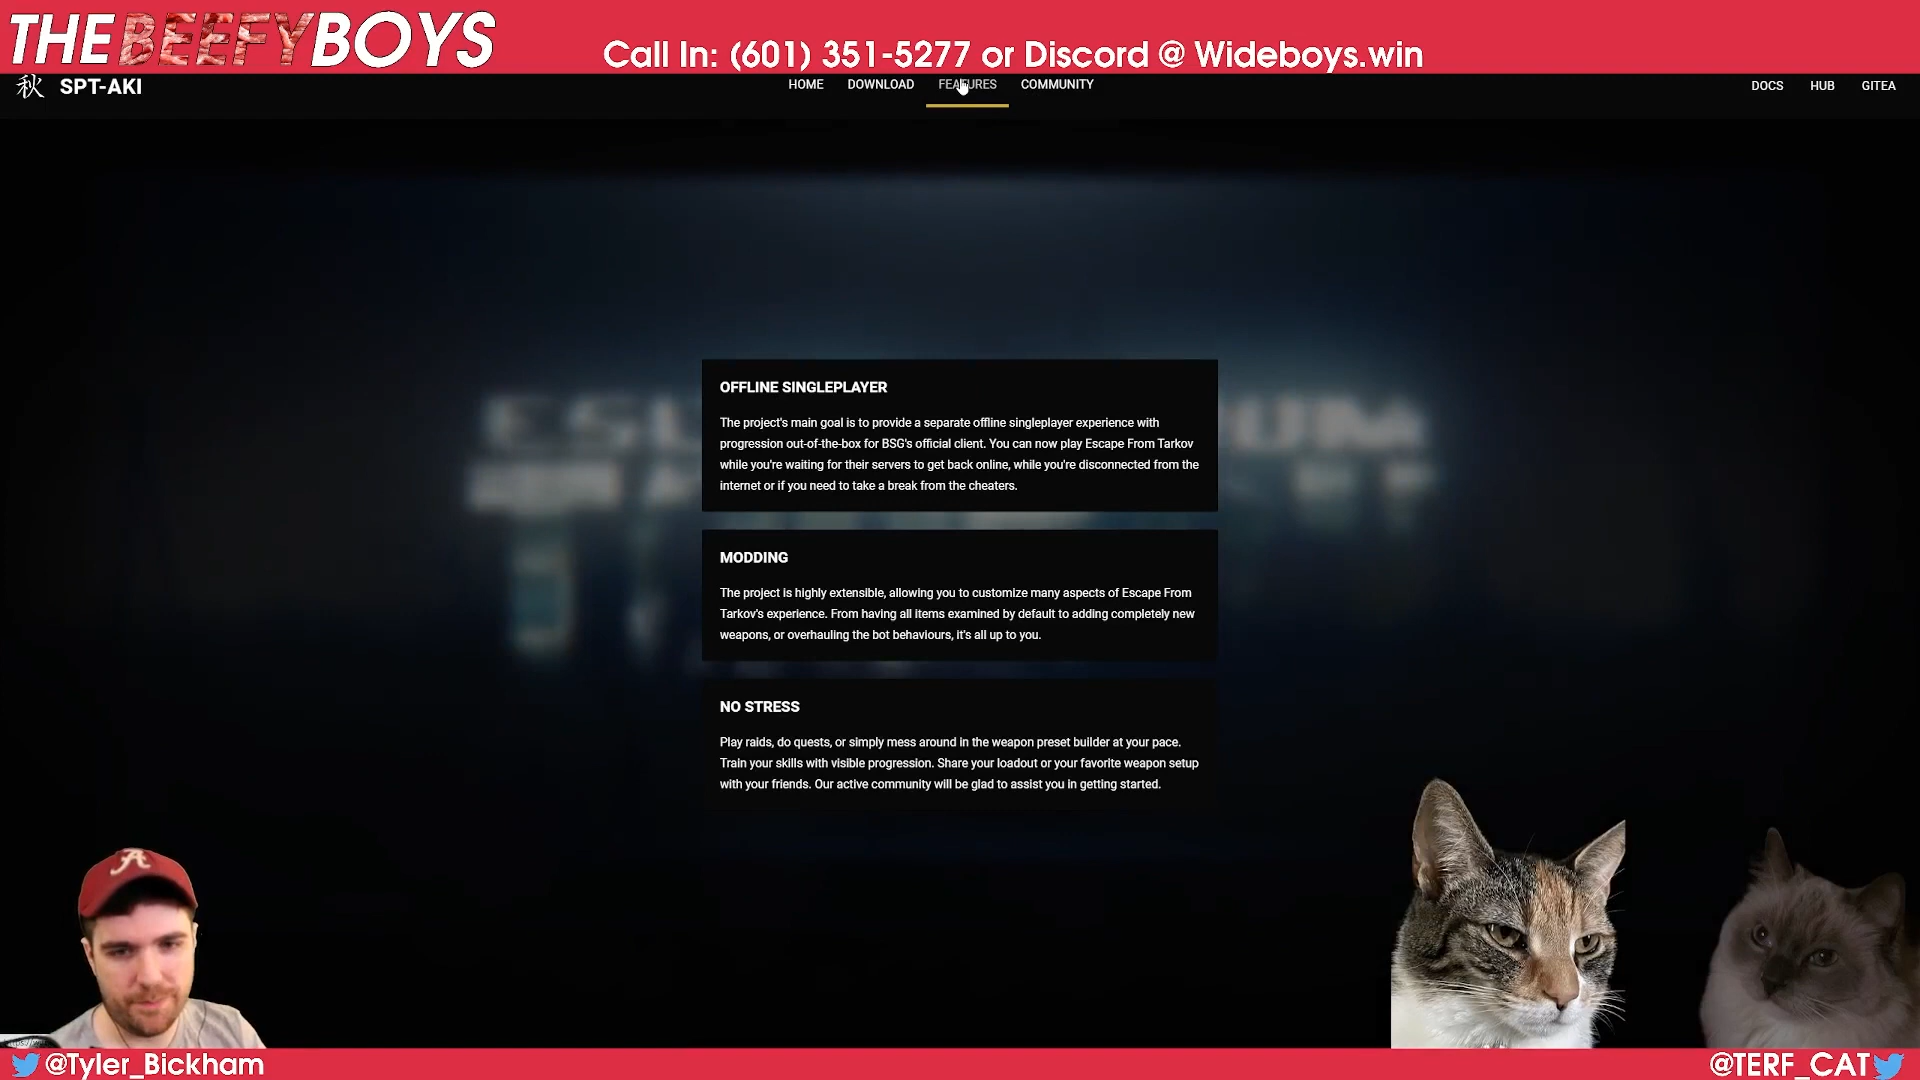 THEBEEFYBOYS
Call In: (601) 351-5277 or Discord @ Wideboys.win
秋 SPT-AKI
HOME DOWNLOAD FEATURES COMMUNITY
DOCS HUB GITEA
OFFLINE SINGLEPLAYER
The project's main goal is to provide a separate offline singleplayer experience with
progression out-of-the-box for BSG's official client. You can now play Escape From Tarkov
while you're waiting for their servers to get back online, while you're disconnected from the
internet or if you need to take a break from the cheaters.
MODDING
The project is highly extensible, allowing you to customize many aspects of Escape From
Tarkov's experience. From having all items examined by default to adding completely new
weapons, or overhauling the bot behaviours, it's all up to you.
NO STRESS
Play raids, do quests, or simply mess around in the weapon preset builder at your pace.
Train your skills with visible progression. Share your loadout or your favorite weapon setup
with your friends. Our active community will be glad to assist you in getting started.
A
@Tyler_Bickham
@TERF_CAT